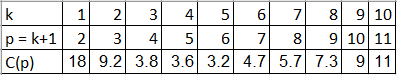 k 1 2 3 4 5 6 7 8 9 10
p = k+1 2 3 4 5 6 7 8 9 10 11
C(p) 18 9.2 3.8 3.6 3.2 4.7 5.7 7.3 9 11